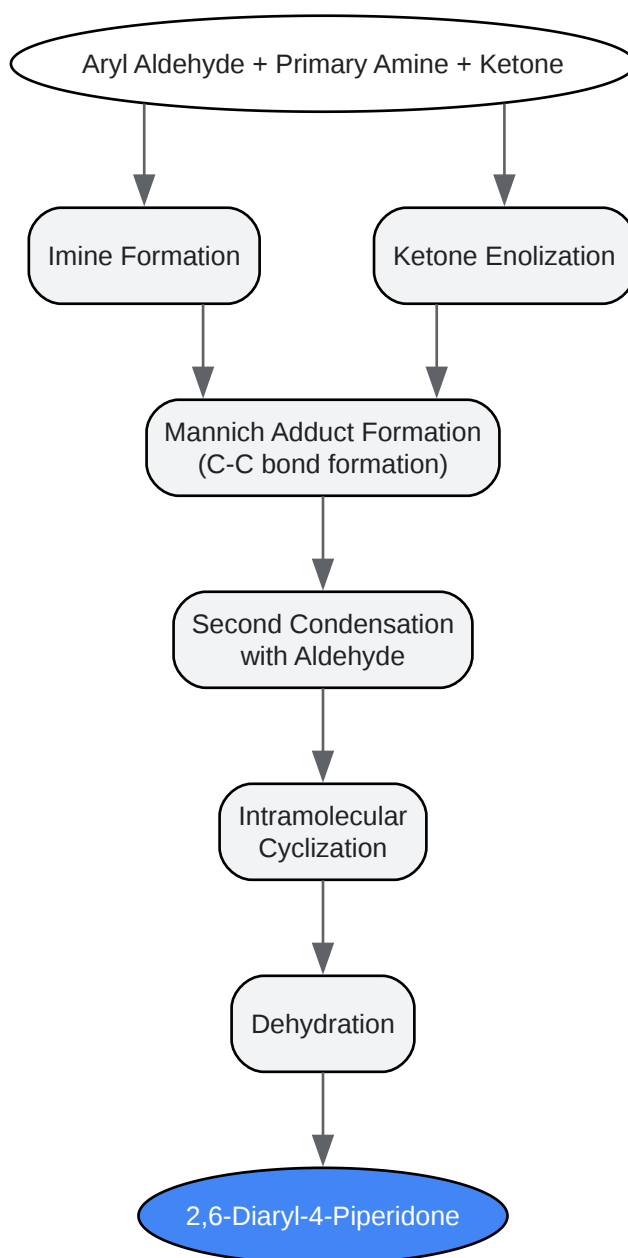 Aryl Aldehyde + Primary Amine + Ketone
Imine Formation
Ketone Enolization
Mannich Adduct Formation
(C-C bond formation)
Second Condensation
with Aldehyde
Intramolecular
Cyclization
Dehydration
2,6-Diaryl-4-Piperidone